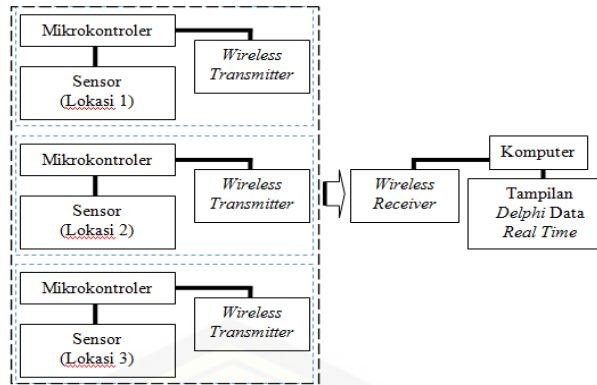 Mikrokontroler
Wireless
Transmitter
Sensor
(Lokasi 1)
Mikrokontroler
Wireless
Transmitter
Sensor
(Lokasi 2)
Mikrokontroler
Wireless
Transmitter
Sensor
(Lokasi 3)
Wireless
Receiver
Komputer
Tampilan
Delphi Data
Real Time